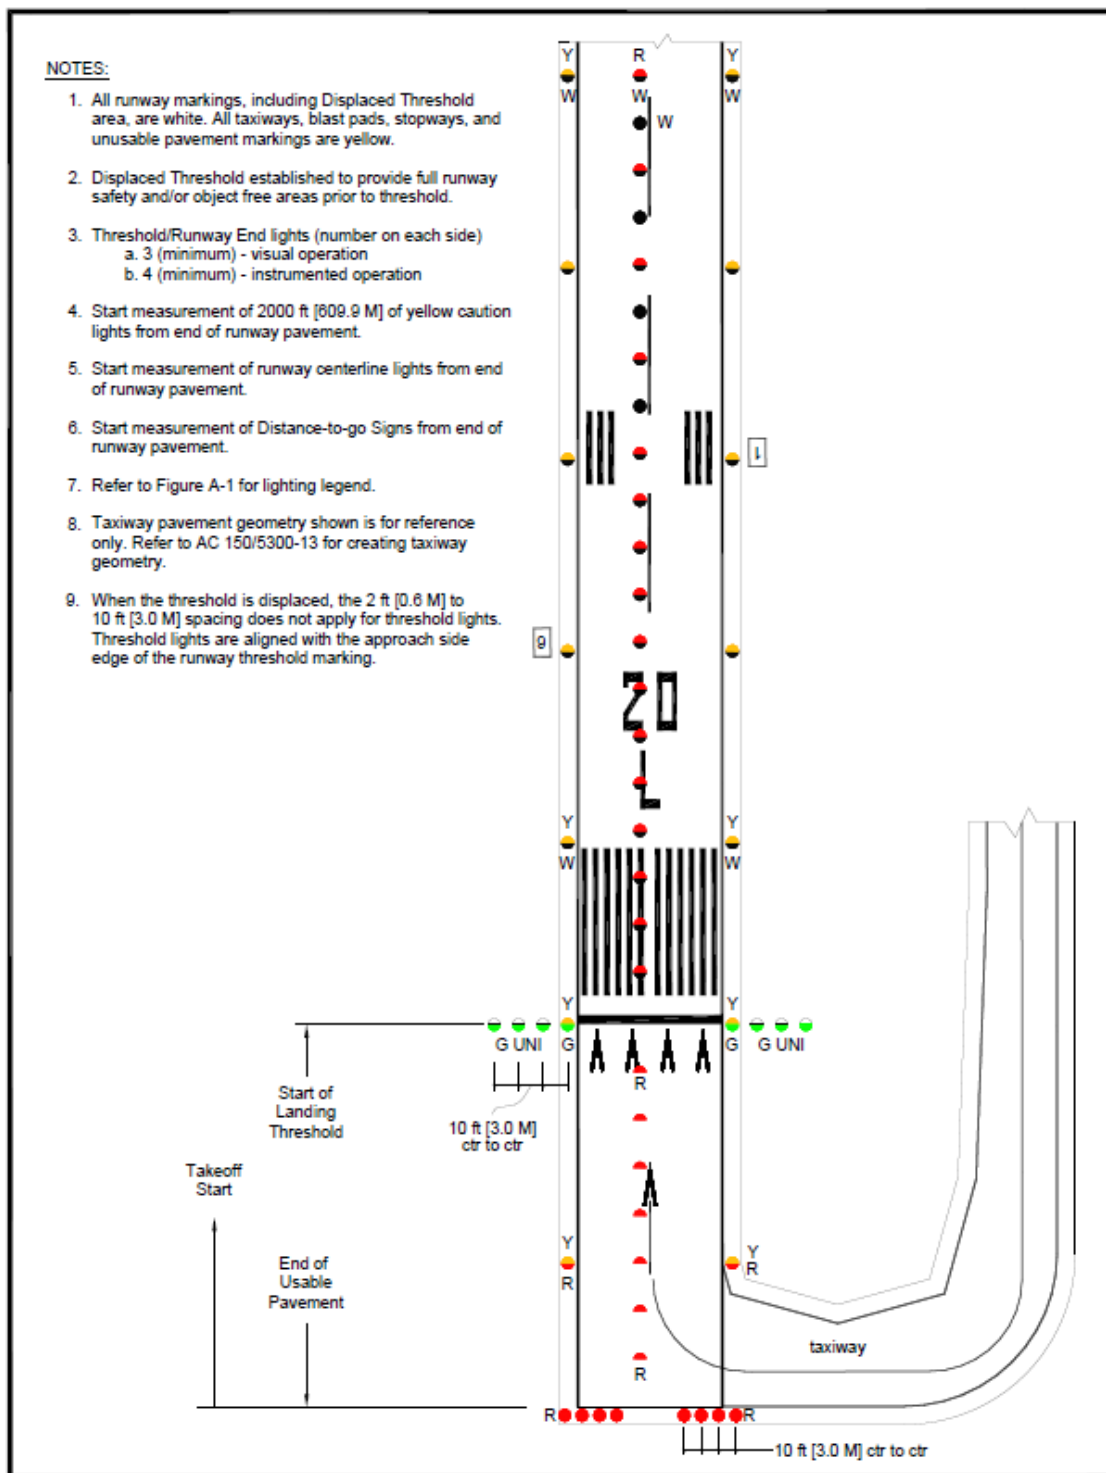 NOTES:
1. All runway markings, including Displaced Threshold
area, are white. All taxiways, blast pads, stopways, and
unusable pavement markings are yellow.
2. Displaced Threshold established to provide full runway
safety and/or object free areas prior to threshold.
3. Threshold/Runway End lights (number on each side)
a. 3 (minimum) - visual operation
b. 4 (minimum) - instrumented operation
4. Start measurement of 2000 ft [609.9 M] of yellow caution
lights from end of runway pavement.
5. Start measurement of runway centerline lights from end
of runway pavement.
6. Start measurement of Distance-to-go Signs from end of
runway pavement.
7. Refer to Figure A-1 for lighting legend.
8. Taxiway pavement geometry shown is for reference
only. Refer to AC 150/5300-13 for creating taxiway
geometry.
9. When the threshold is displaced, the 2 ft [0.6 M] to
10 ft [3.0 M] spacing does not apply for threshold lights.
Threshold lights are aligned with the approach side
edge of the runway threshold marking.
Y R Y
W W W
W
1
9
20
L
Y Y
W W
Y Y
G UNI G G G UNI
R
10 ft [3.0 M]
ctr to ctr
Start of
Landing
Threshold
Takeoff
Start
Y Y
R R
End of
Usable
Pavement
taxiway
R
R R
10 ft [3.0 M] ctr to ctr